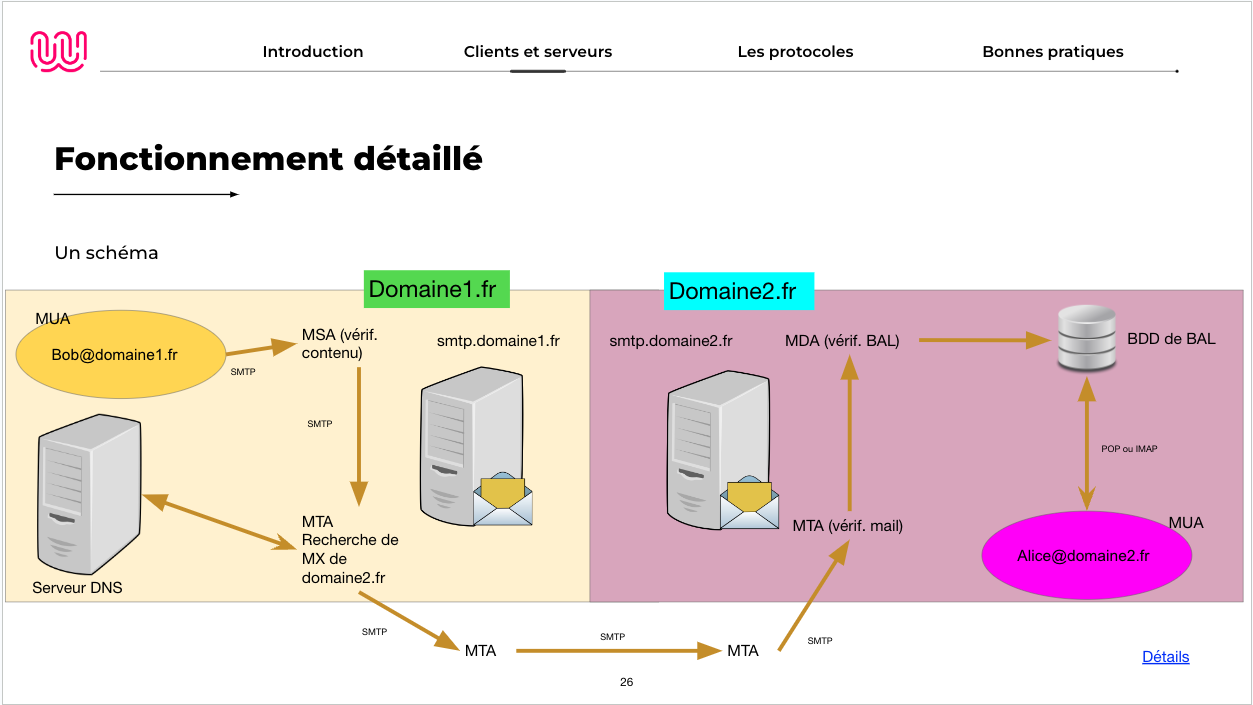 Introduction
Clients et serveurs
Les protocoles
Bonnes pratiques
Fonctionnement détaillé
Un schéma
Domaine1.fr
Domaine2.fr
MUA
Bob@domaine1.fr
SMTP
MSA (vérif.
contenu)
smtp.domaine1.fr
smtp.domaine2.fr
MDA (vérif. BAL)
BDD de BAL
SMTP
POP ou IMAP
MTA
Recherche de
MX de
domaine2.fr
MTA (vérif. mail)
MUA
Alice@domaine2.fr
Serveur DNS
SMTP
MTA
SMTP
MTA
SMTP
Détails
26